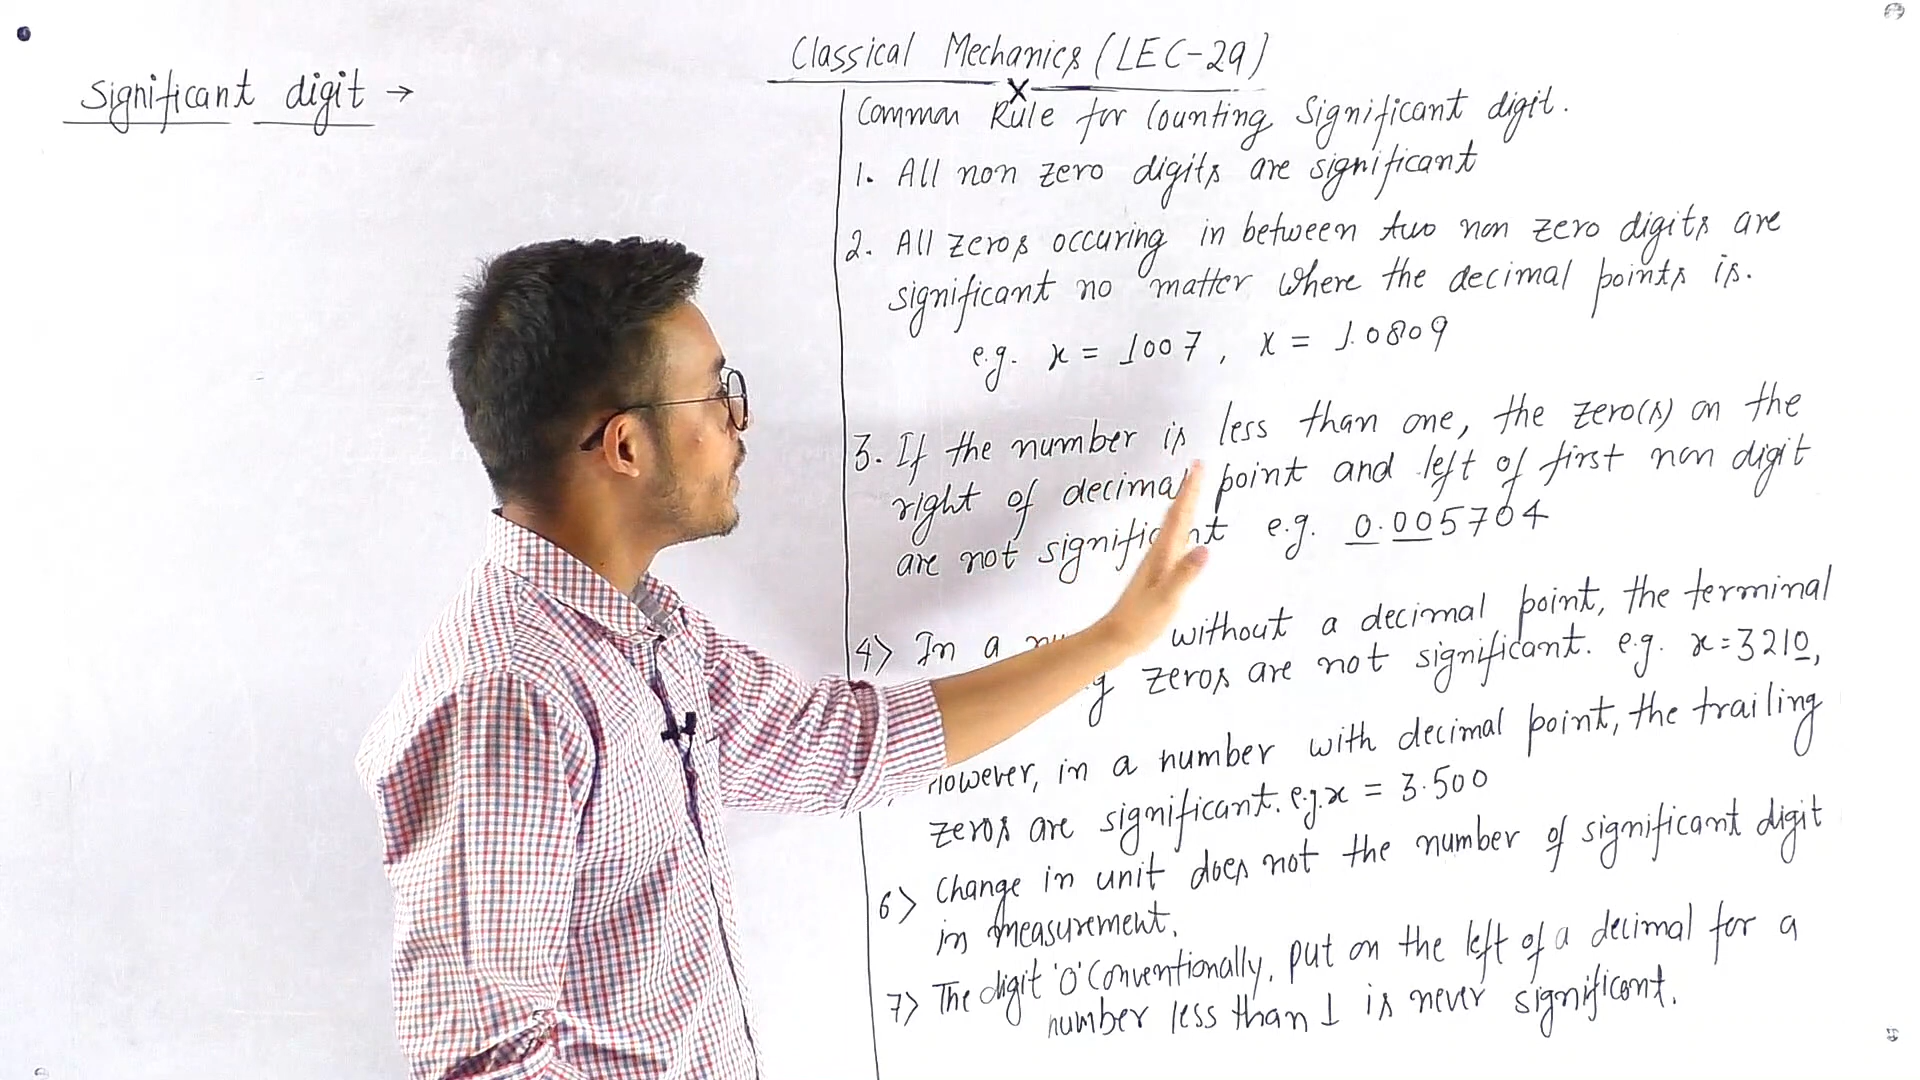 Classical Mechanics (LEC-29)
Significant digit →
Common Rule for Counting Significant digit.
1. All non zero digits are significant
2. All zeros occuring in between two non zero digits are
significant no matter where the decimal points is.
e.g. x = 1007, x = 1.0809
3. If the number is less than one, the zero(s) on the
right of decimal point and left of first non digit
are not significant e.g. 0.005704
4> In a without a decimal point, the terminal
zeros are not significant. e.g. x=3210,
However, in a number with decimal point, the trailing
zeros are significant. e.g. x = 3.500
6> Change in unit does not the number of significant digit
in measurement.
7> The digit 'O' Conventionally, put on the left of a decimal for a
number less than 1 is never significant.